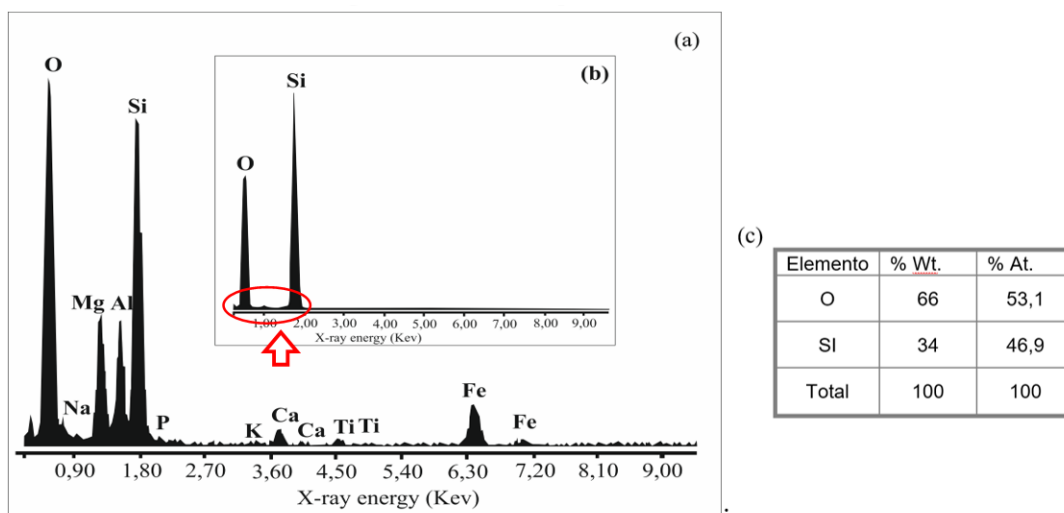 (a)
O
Si
Mg Al
Na
P
K
Ca
Ca
Ti Ti
Fe
Fe
0,90 1,80 2,70 3,60 4,50 5,40 6,30 7,20 8,10 9,00
X-ray energy (Kev)
(b)
Si
O
1,00 2,00 3,00 4,00 5,00 6,00 7,00 8,00 9,00
X-ray energy (Kev)
.
(c)
Elemento % Wt. % At.
O 66 53,1
SI 34 46,9
Total 100 100